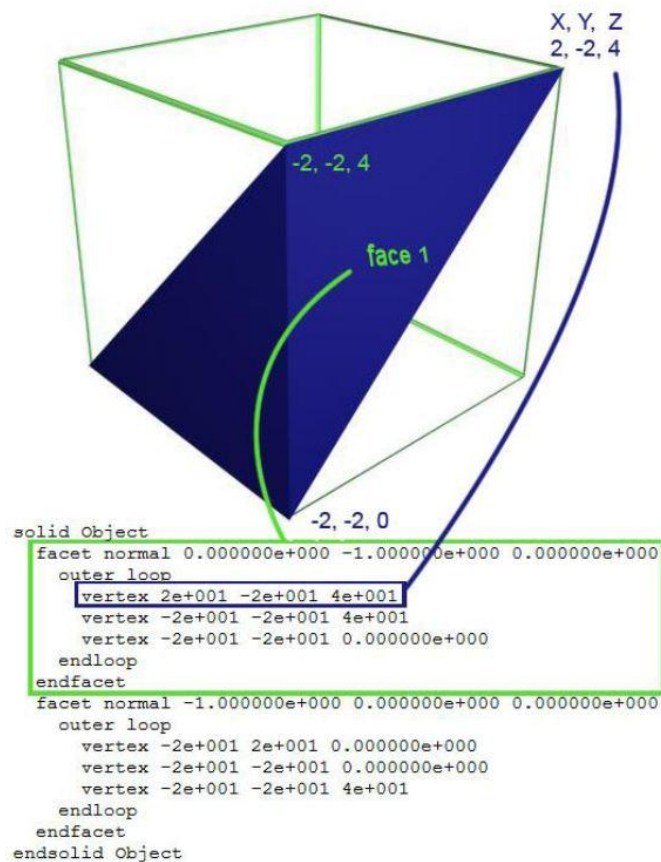 X, Y, Z
2, -2, 4
-2, -2, 4
face 1
-2, -2, 0
solid Object
facet normal 0.000000e+000 -1.000000e+000 0.000000e+000
outer loop
vertex 2e+001 -2e+001 4e+001
vertex -2e+001 -2e+001 4e+001
vertex -2e+001 -2e+001 0.000000e+000
endloop
endfacet
facet normal -1.000000e+000 0.000000e+000 0.000000e+000
outer loop
vertex -2e+001 2e+001 0.000000e+000
vertex -2e+001 -2e+001 0.000000e+000
vertex -2e+001 -2e+001 4e+001
endloop
endfacet
endsolid Object